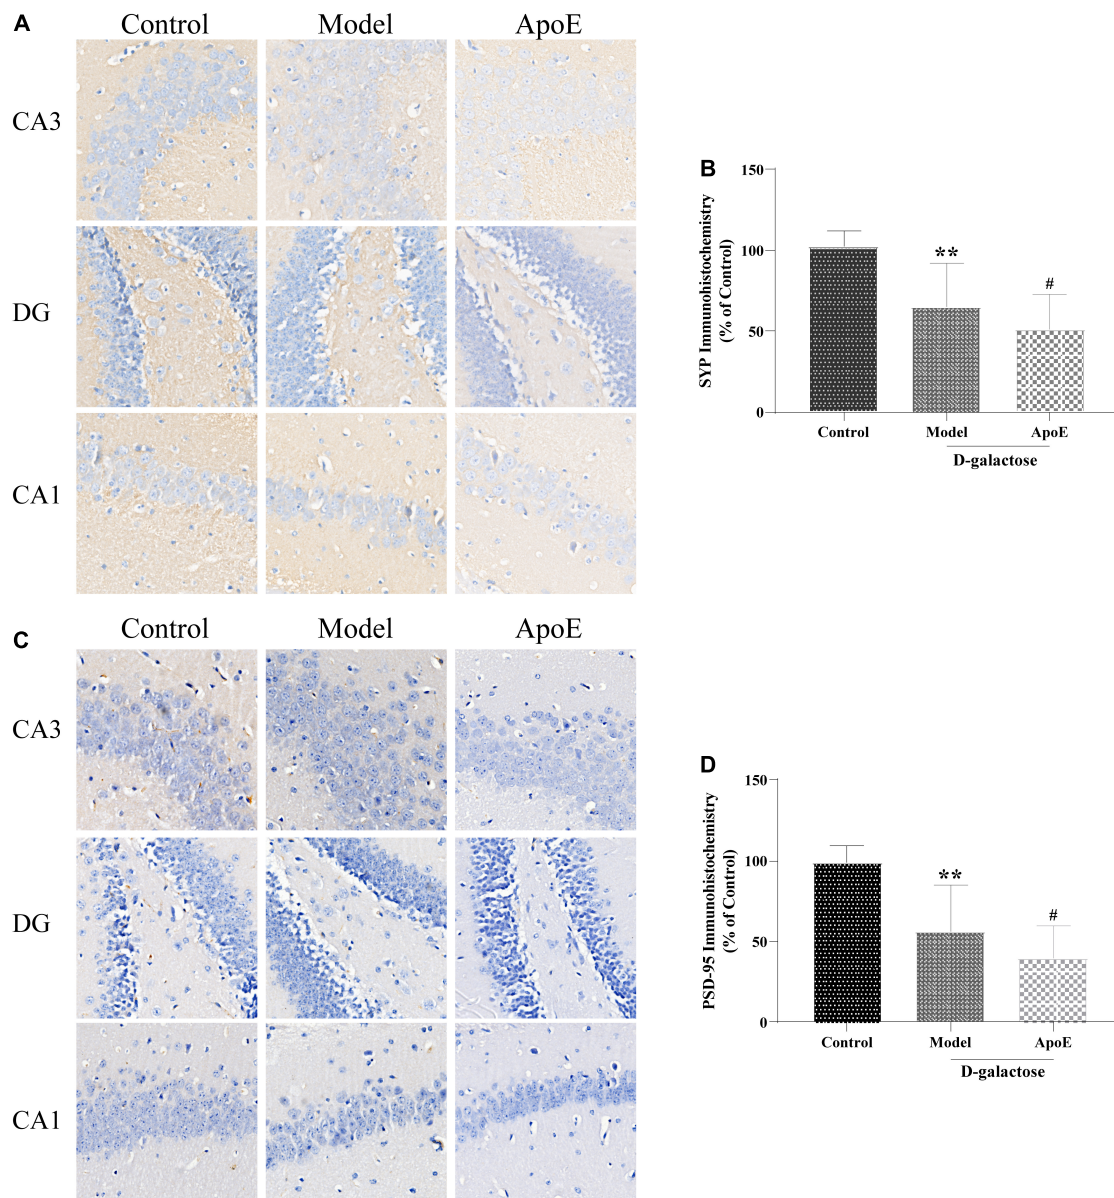 A
Control Model ApoE
CA3
DG
CA1
B
SYP Immunohistochemistry
(% of Control)
150
100
50
0
**
#
Control Model ApoE
D-galactose
C
Control Model ApoE
CA3
DG
CA1
D
PSD-95 Immunohistochemistry
(% of Control)
150
100
50
0
**
#
Control Model ApoE
D-galactose